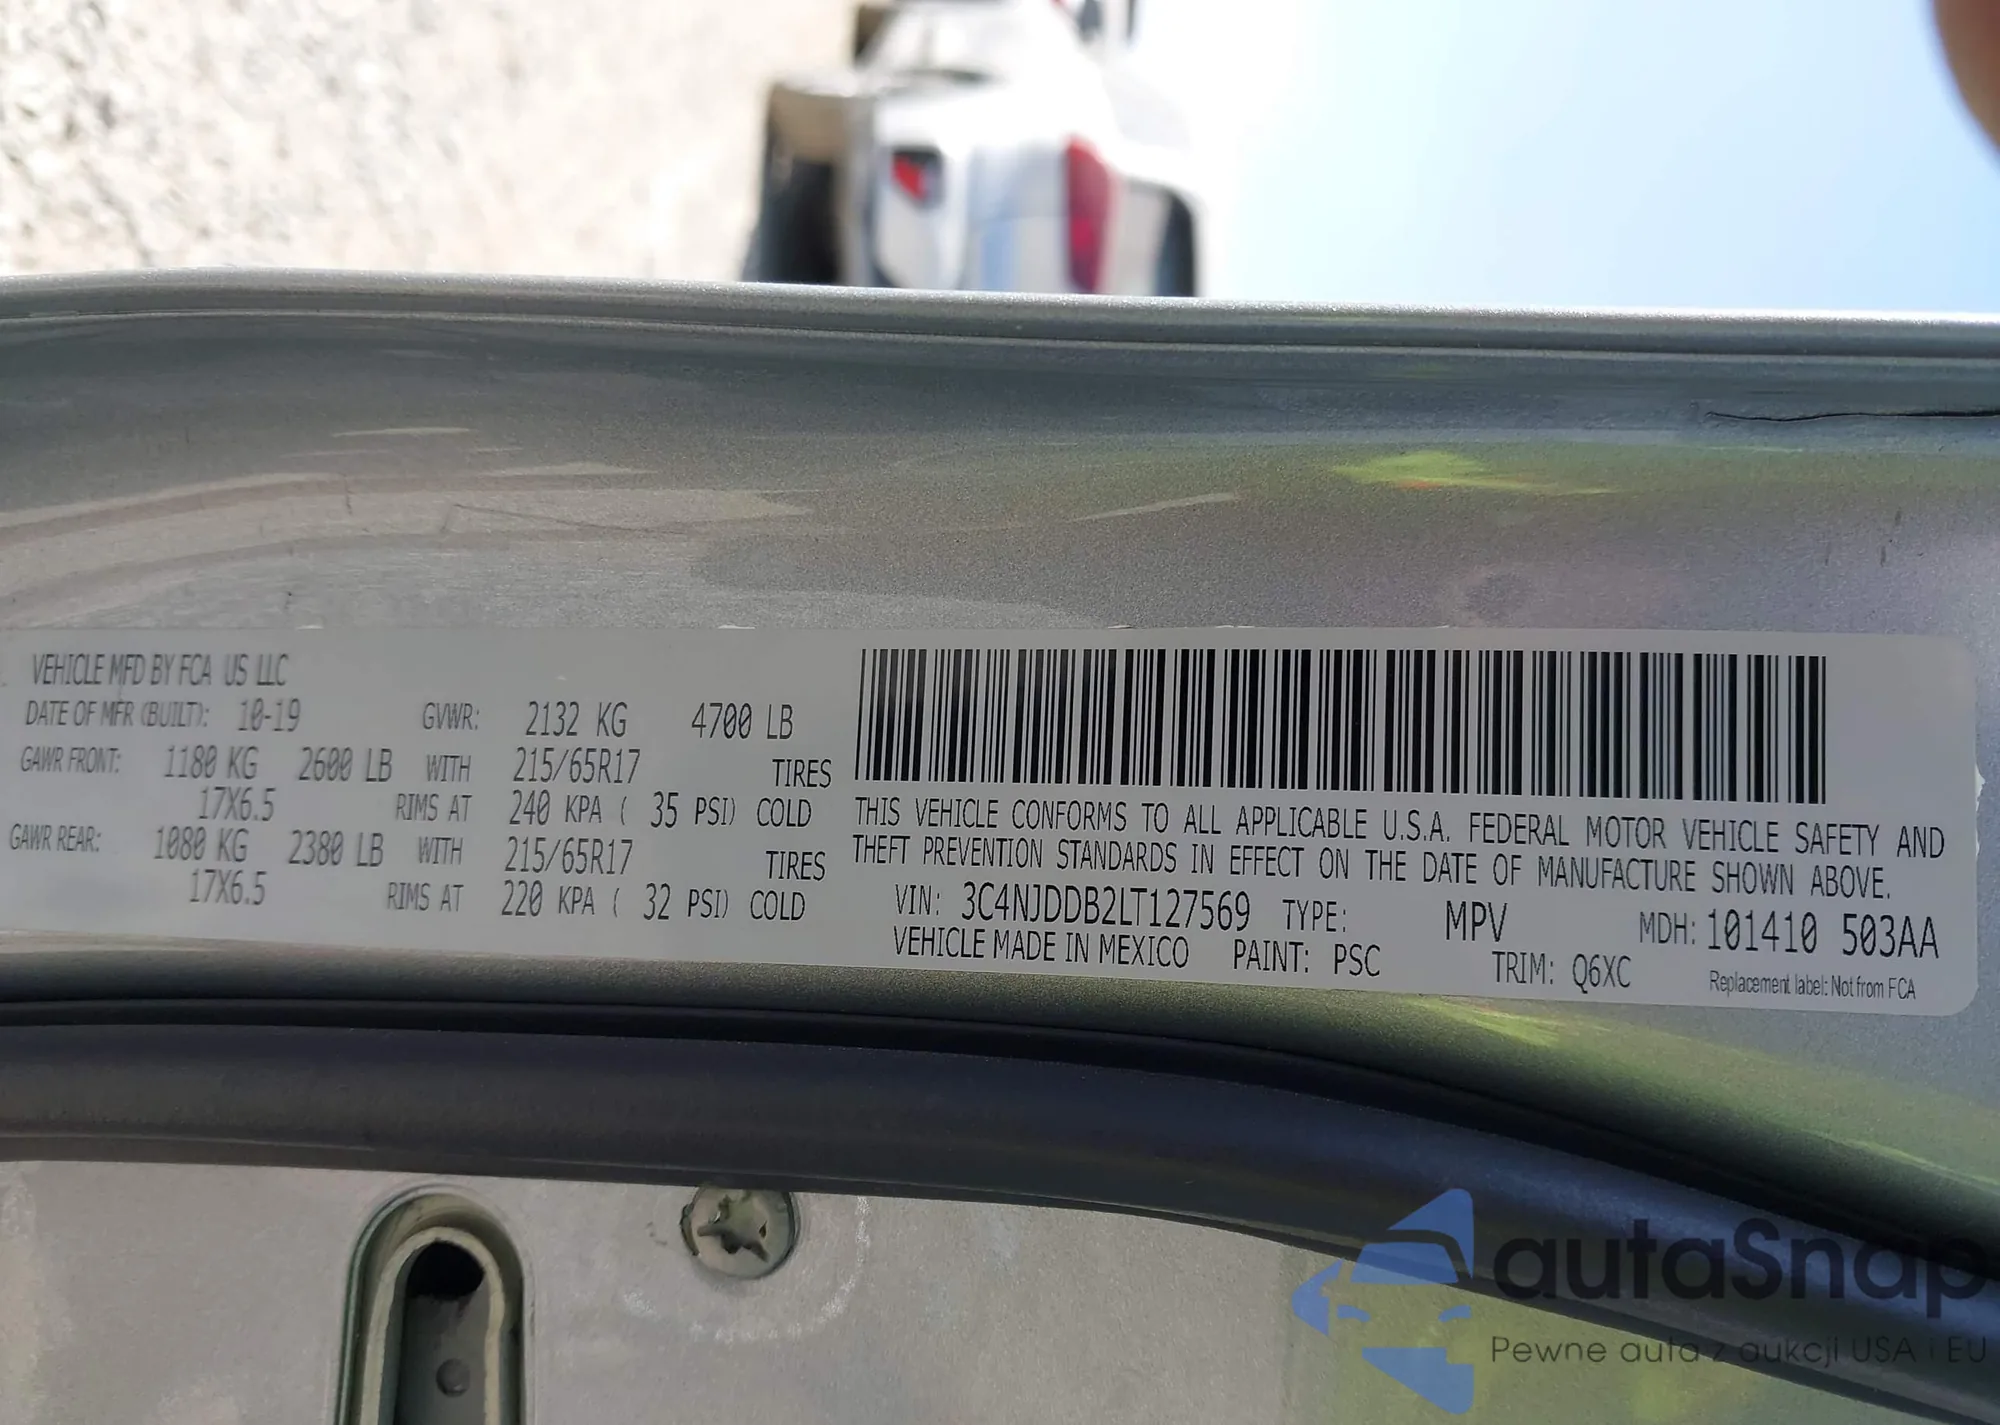 VEHICLE MFD BY FCA US LLC
DATE OF MFR (BUILT): 10-19 GVWR: 2132 KG 4700 LB
GAWR FRONT: 1180 KG 2600 LB WITH 215/65R17 TIRES
17X6.5 RIMS AT 240 KPA ( 35 PSI) COLD
GAWR REAR: 1080 KG 2380 LB WITH 215/65R17 TIRES
17X6.5 RIMS AT 220 KPA ( 32 PSI) COLD
THIS VEHICLE CONFORMS TO ALL APPLICABLE U.S.A. FEDERAL MOTOR VEHICLE SAFETY AND
THEFT PREVENTION STANDARDS IN EFFECT ON THE DATE OF MANUFACTURE SHOWN ABOVE.
VIN: 3C4NJDDB2LT127569 TYPE: MPV MDH: 101410 503AA
VEHICLE MADE IN MEXICO PAINT: PSC TRIM: Q6XC
Replacement label: Not from FCA
autaSnap
Pewne auta z aukcji USA i EU